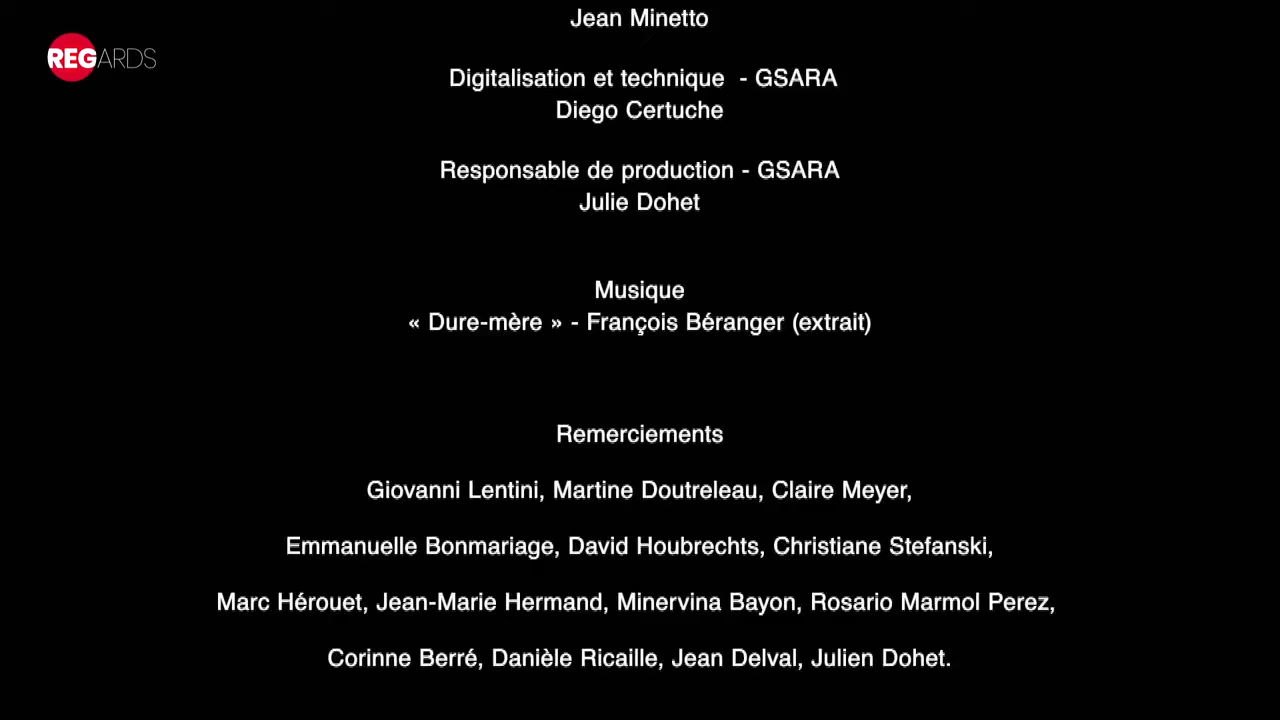 Jean Minetto
REGARDS
Digitalisation et technique - GSARA
Diego Certuche
Responsable de production - GSARA
Julie Dohet
Musique
« Dure-mère » - François Béranger (extrait)
Remerciements
Giovanni Lentini, Martine Doutreleau, Claire Meyer,
Emmanuelle Bonmariage, David Houbrechts, Christiane Stefanski,
Marc Hérouet, Jean-Marie Hermand, Minervina Bayon, Rosario Marmol Perez,
Corinne Berré, Danièle Ricaille, Jean Delval, Julien Dohet.